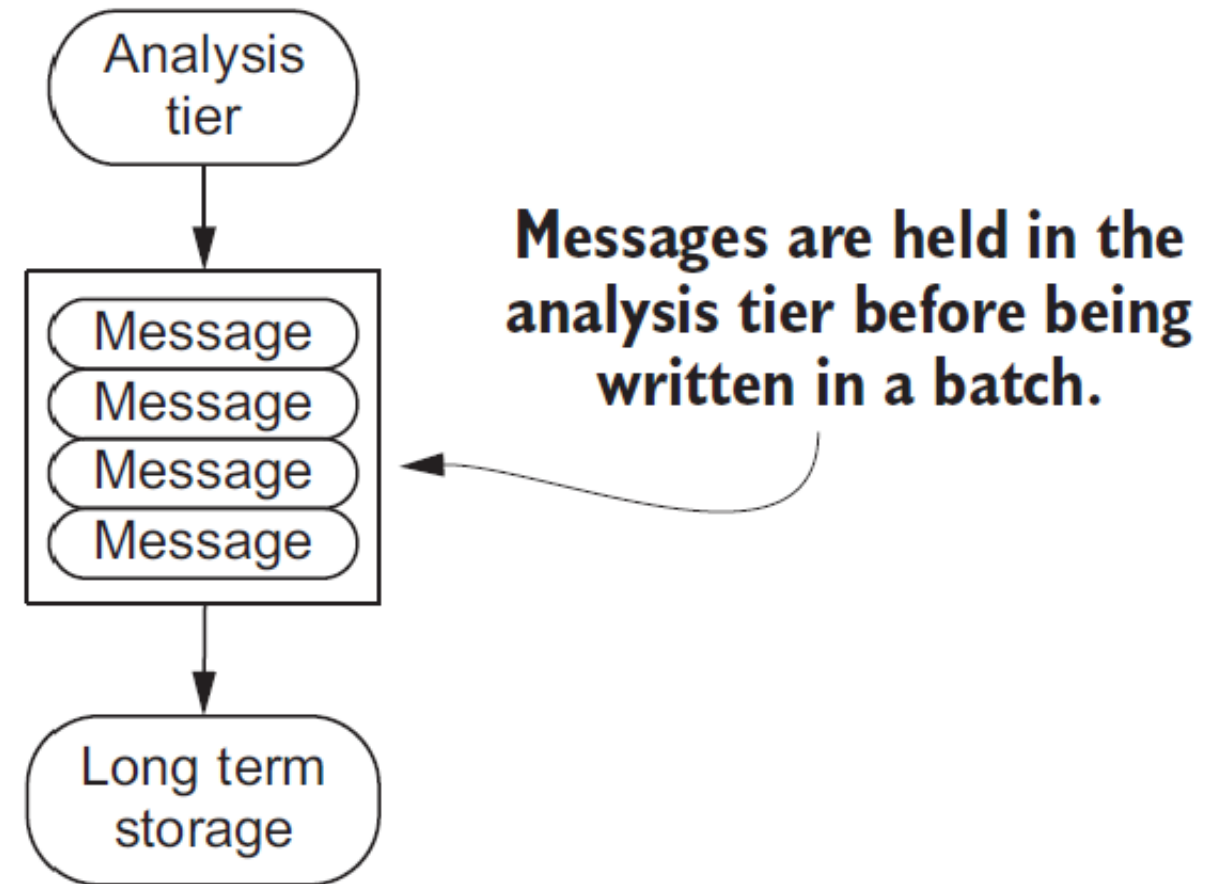 Analysis
tier
Message
Message
Message
Message
Messages are held in the
analysis tier before being
written in a batch.
Long term
storage